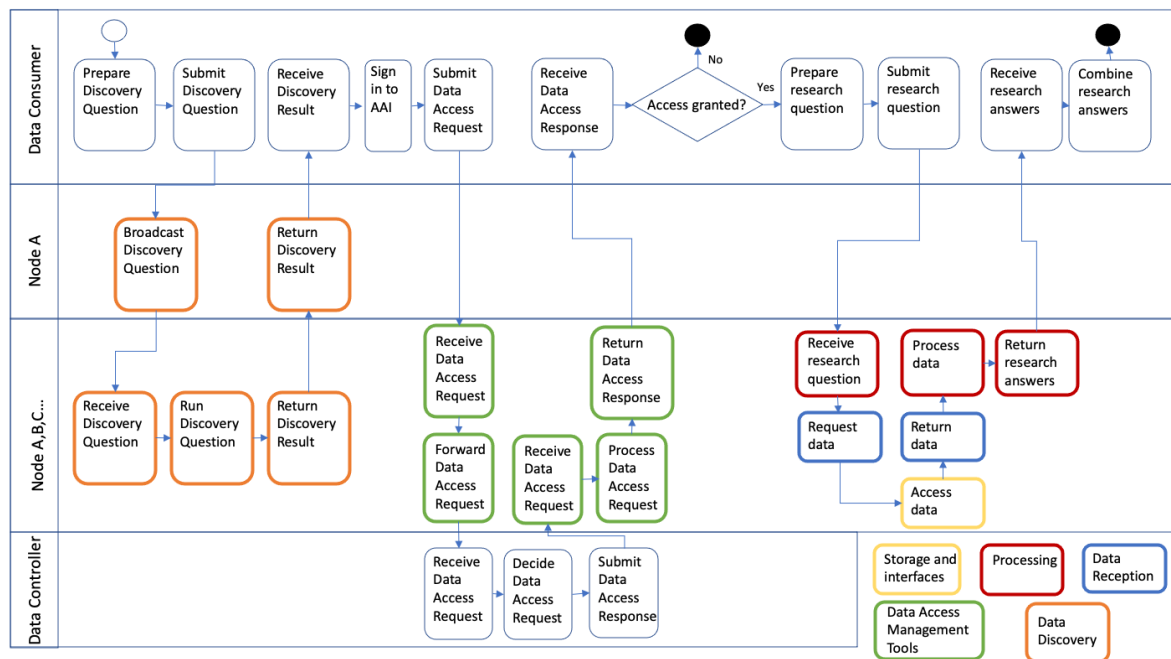 Data Consumer
Prepare
Discovery
Question
Submit
Discovery
Question
Receive
Discovery
Result
Sign
in to
AAI
Submit
Data
Access
Request
Receive
Data
Access
Response
Access granted?
No
Yes
Prepare
research
question
Submit
research
question
Receive
research
answers
Combine
research
answers
Node A
Broadcast
Discovery
Question
Return
Discovery
Result
Node A,B,C...
Receive
Discovery
Question
Run
Discovery
Question
Return
Discovery
Result
Receive
Data
Access
Request
Forward
Data
Access
Request
Receive
Data
Access
Request
Process
Data
Access
Request
Return
Data
Access
Response
Receive
research
question
Request
data
Access
data
Return
data
Process
data
Return
research
answers
Data Controller
Receive
Data
Access
Request
Decide
Data
Access
Request
Submit
Data
Access
Response
Storage and
interfaces
Processing
Data
Reception
Data Access
Management
Tools
Data
Discovery